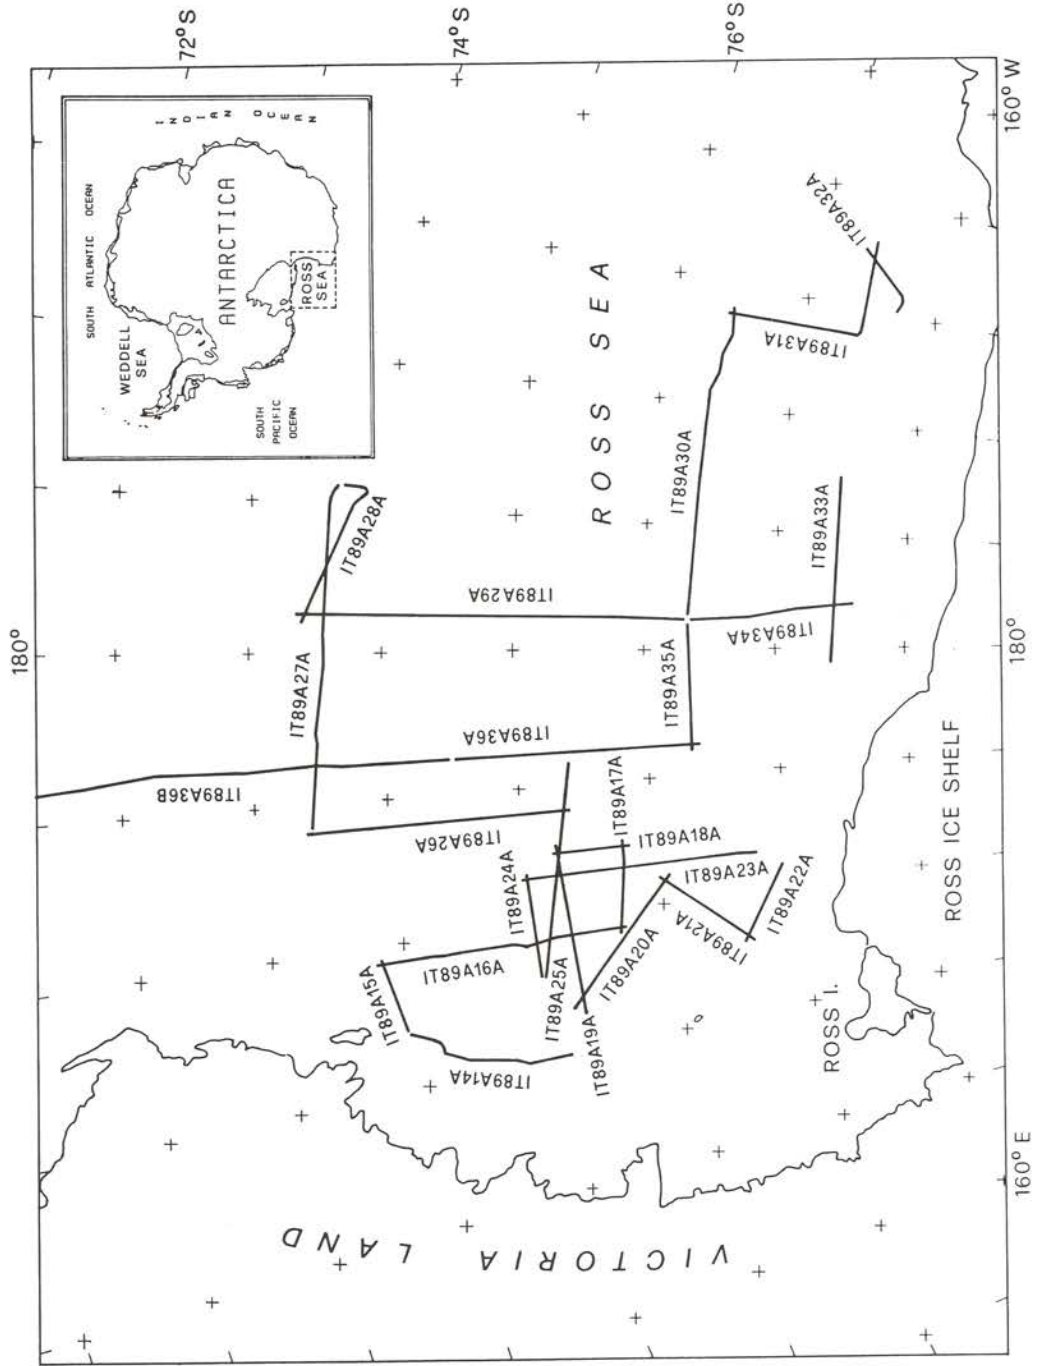 72° S
74° S
76° S
INDIAN OCEAN
SOUTH ATLANTIC OCEAN
WEDDELL
SEA
ANTARCTICA
ROSS
SEA
SOUTH
PACIFIC
OCEAN
160° W
IT89A32A
ROSS SEA
IT89A31A
IT89A30A
IT89A28A
IT89A33A
IT89A29A
IT89A34A
180°
180°
IT89A27A
IT89A35A
IT89A36A
IT89A36B
IT89A26A
IT89A17A
IT89A18A
IT89A24A
IT89A23A
IT89A22A
IT89A21A
IT89A20A
IT89A16A
IT89A25A
IT89A15A
IT89A19A
IT89A14A
ROSS I.
ROSS ICE SHELF
160° E
VICTORIA LAND